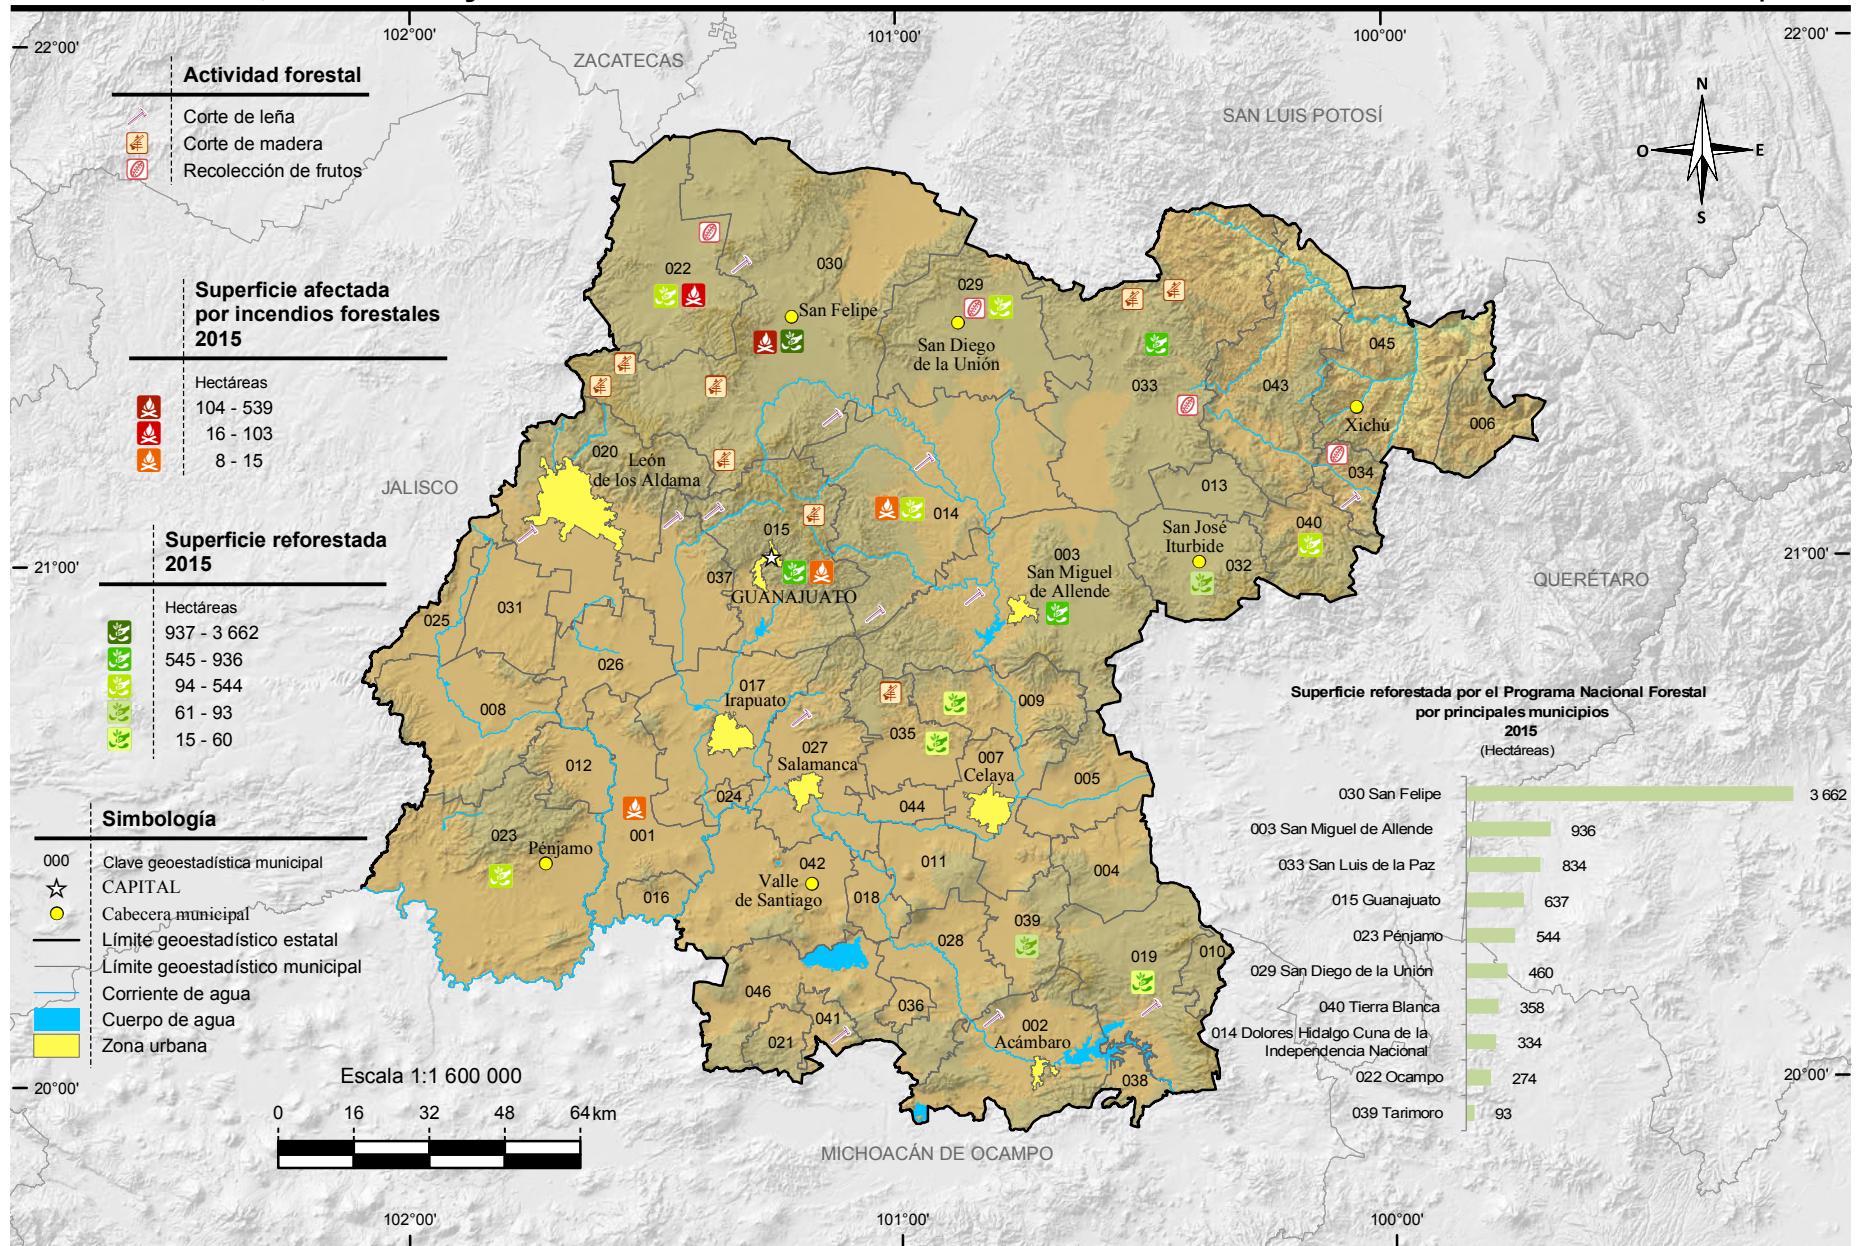 102°00'
101°00'
100°00'
22°00'
22°00'
ZACATECAS
SAN LUIS POTOSÍ
Actividad forestal
Corte de leña
Corte de madera
Recolección de frutos
N
O
E
S
Superficie afectada
por incendios forestales
2015
Hectáreas
104 - 539
16 - 103
8 - 15
JALISCO
Superficie reforestada
2015
Hectáreas
937 - 3 662
545 - 936
94 - 544
61 - 93
15 - 60
022
030
029
San Felipe
San Diego
de la Unión
033
043
045
Xichú
006
034
013
020
León
de los Aldama
015
014
040
San José
Iturbide
032
003
San Miguel
de Allende
21°00'
21°00'
QUERÉTARO
037
GUANAJUATO
025
031
026
008
017
Irapuato
009
035
027
Salamanca
007
Celaya
005
012
024
044
023
Pénjamo
001
042
Valle
de Santiago
011
004
016
018
039
028
019
010
046
036
041
021
002
Acámbaro
038
Superficie reforestada por el Programa Nacional Forestal
por principales municipios
2015
(Hectáreas)
030 San Felipe 3 662
003 San Miguel de Allende 936
033 San Luis de la Paz 834
015 Guanajuato 637
023 Pénjamo 544
029 San Diego de la Unión 460
040 Tierra Blanca 358
014 Dolores Hidalgo Cuna de la
Independencia Nacional 334
022 Ocampo 274
039 Tarimoro 93
Simbología
000 Clave geoestadística municipal
CAPITAL
Cabecera municipal
Límite geoestadístico estatal
Límite geoestadístico municipal
Corriente de agua
Cuerpo de agua
Zona urbana
20°00'
20°00'
Escala 1:1 600 000
0 16 32 48 64 km
MICHOACÁN DE OCAMPO
102°00'
101°00'
100°00'